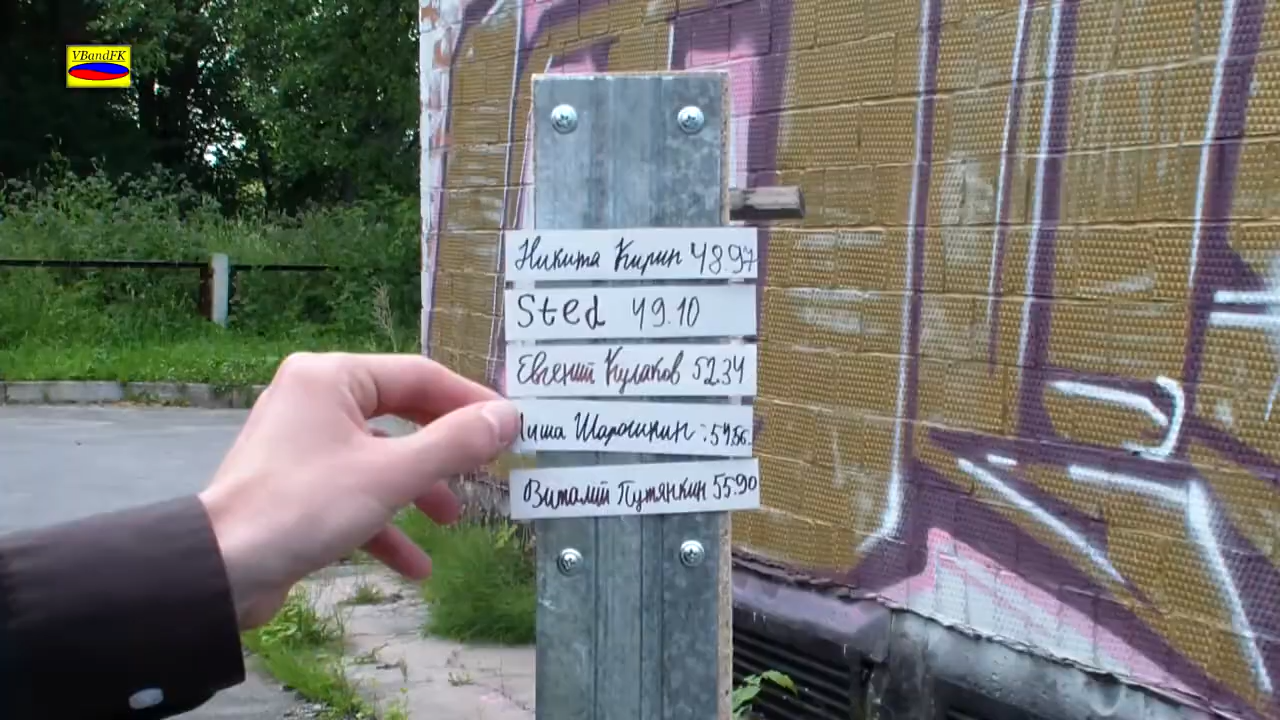 VBandFK
Никита Кирин 48.97
Sted 49.10
Евгений Кулаков 52.34
Миша Шарошкин : 54.56.
Виталий Путянкин 55.90